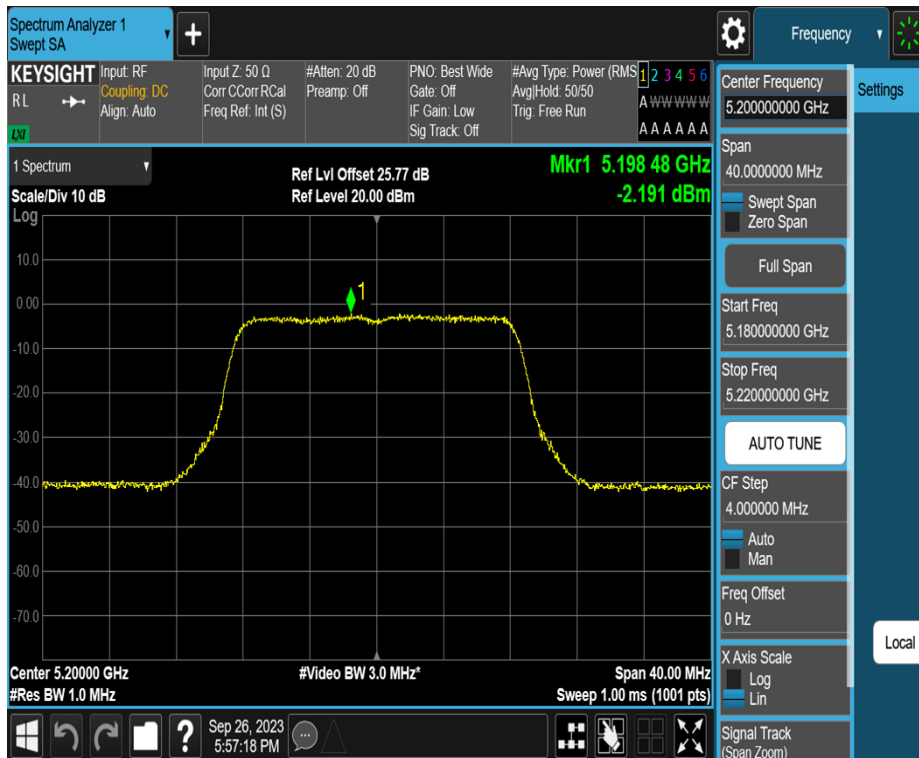 Spectrum Analyzer 1
Swept SA
+
Frequency
KEYSIGHT
R L
LXI
Input: RF
Coupling: DC
Align: Auto
Input Z: 50 Ω
Corr CCorr RCal
Freq Ref: Int (S)
#Atten: 20 dB
Preamp: Off
PNO: Best Wide
Gate: Off
IF Gain: Low
Sig Track: Off
#Avg Type: Power (RMS
Avg|Hold: 50/50
Trig: Free Run
1 2 3 4 5 6
A W W W W W
A A A A A A
1 Spectrum
Scale/Div 10 dB
Log
Ref Lvl Offset 25.77 dB
Ref Level 20.00 dBm
Mkr1 5.198 48 GHz
-2.191 dBm
10.0
0.00
-10.0
-20.0
-30.0
-40.0
-50.0
-60.0
-70.0
1
Center 5.20000 GHz
#Res BW 1.0 MHz
#Video BW 3.0 MHz*
Span 40.00 MHz
Sweep 1.00 ms (1001 pts)
Center Frequency
5.200000000 GHz
Span
40.0000000 MHz
Swept Span
Zero Span
Full Span
Start Freq
5.180000000 GHz
Stop Freq
5.220000000 GHz
AUTO TUNE
CF Step
4.000000 MHz
Auto
Man
Freq Offset
0 Hz
X Axis Scale
Log
Lin
Signal Track
(Span Zoom)
Settings
Local
?
Sep 26, 2023
5:57:18 PM